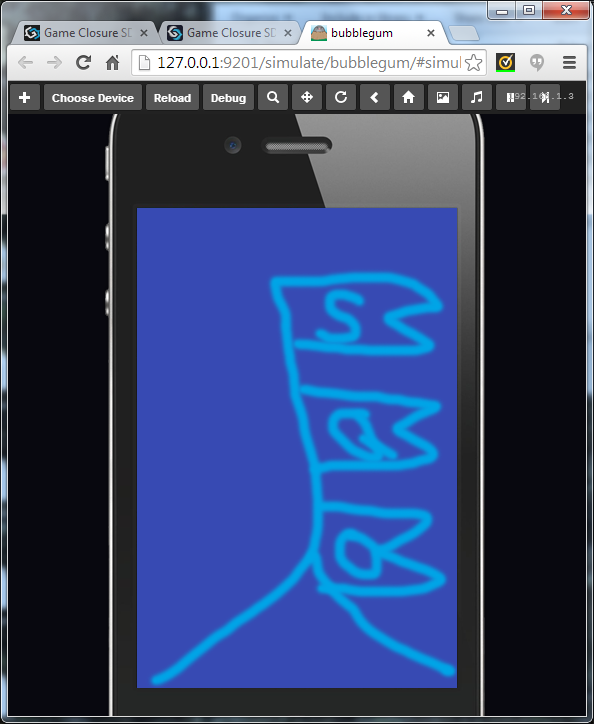 Game Closure SD
Game Closure SD
bubblegum
127.0.0.1:9201/simulate/bubblegum/#simul
Choose Device
Reload
Debug
S